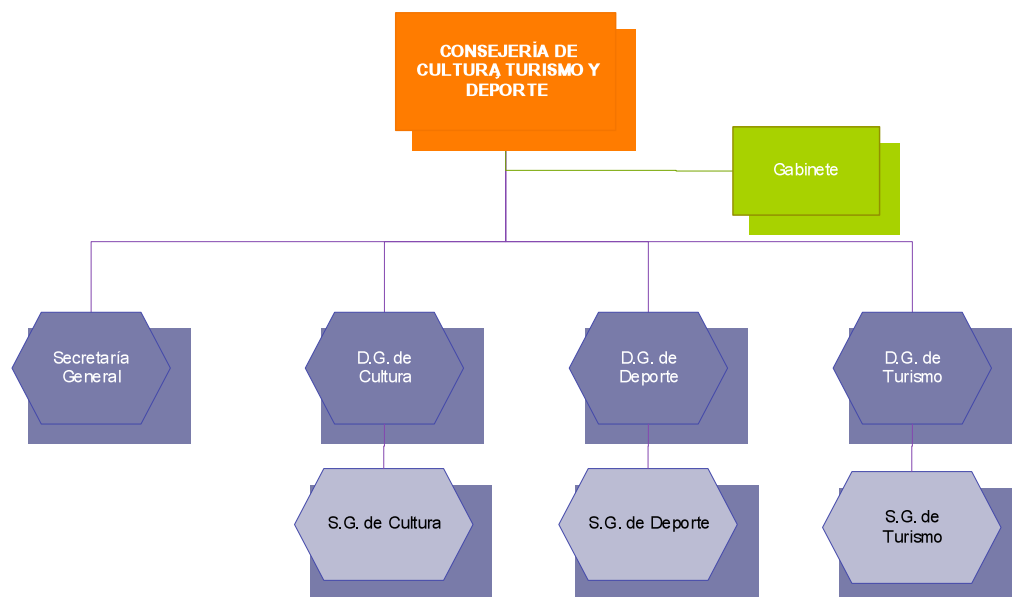 CONSEJERÍA DE
CULTURA, TURISMO Y
DEPORTE
Gabinete
Secretaría
General
D.G. de
Cultura
D.G. de
Deporte
D.G. de
Turismo
S.G. de Cultura
S.G. de Deporte
S.G. de
Turismo